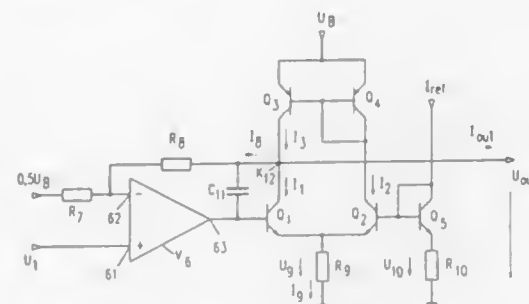 U_B
Q_3
Q_4
I_ref
R_8
I_8
I_3
I_out
K_12
0,5U_B
R_7
C_11
I_1
I_2
62
63
Q_1
Q_2
Q_5
61
V_6
U_1
U_9
R_9
I_9
U_10
R_10